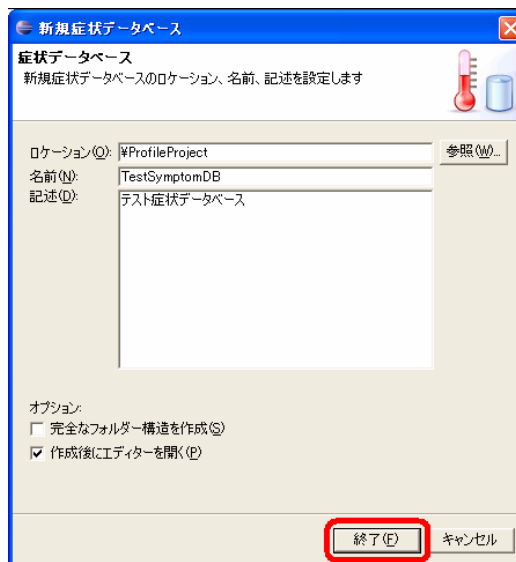 新規症状データベース
症状データベース
新規症状データベースのロケーション、名前、記述を設定します
ロケーション(O): ¥ProfileProject 参照(W)...
名前(N): TestSymptomDB
記述(D): テスト症状データベース
オプション:
完全なフォルダー構造を作成(S)
作成後にエディターを開く(P)
終了(F) キャンセル